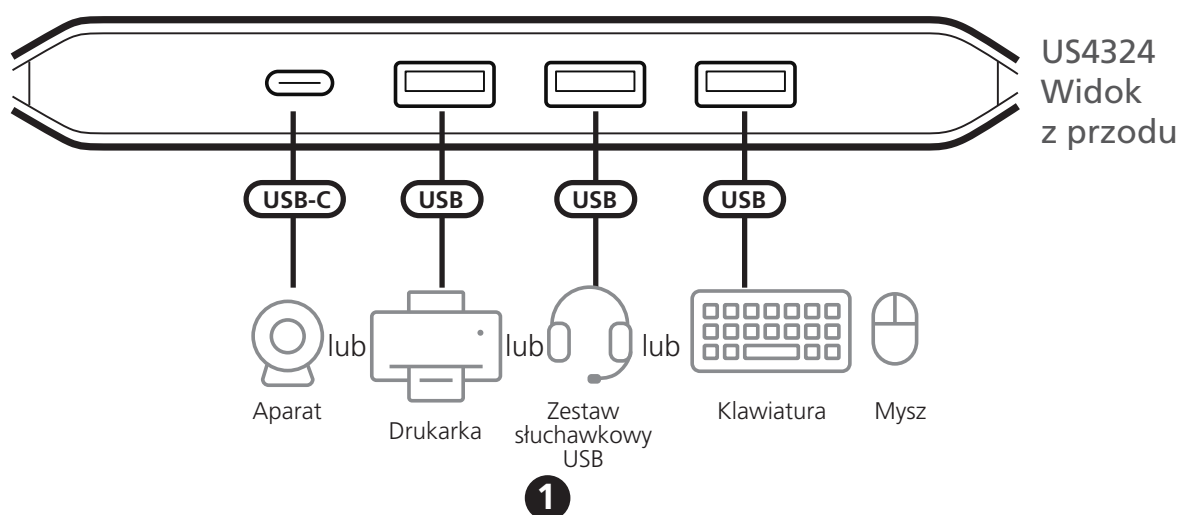 US4324
Widok
z przodu
USB-C
USB
USB
USB
lub
lub
lub
Aparat
Drukarka
Zestaw
słuchawkowy
USB
Klawiatura
Mysz
1